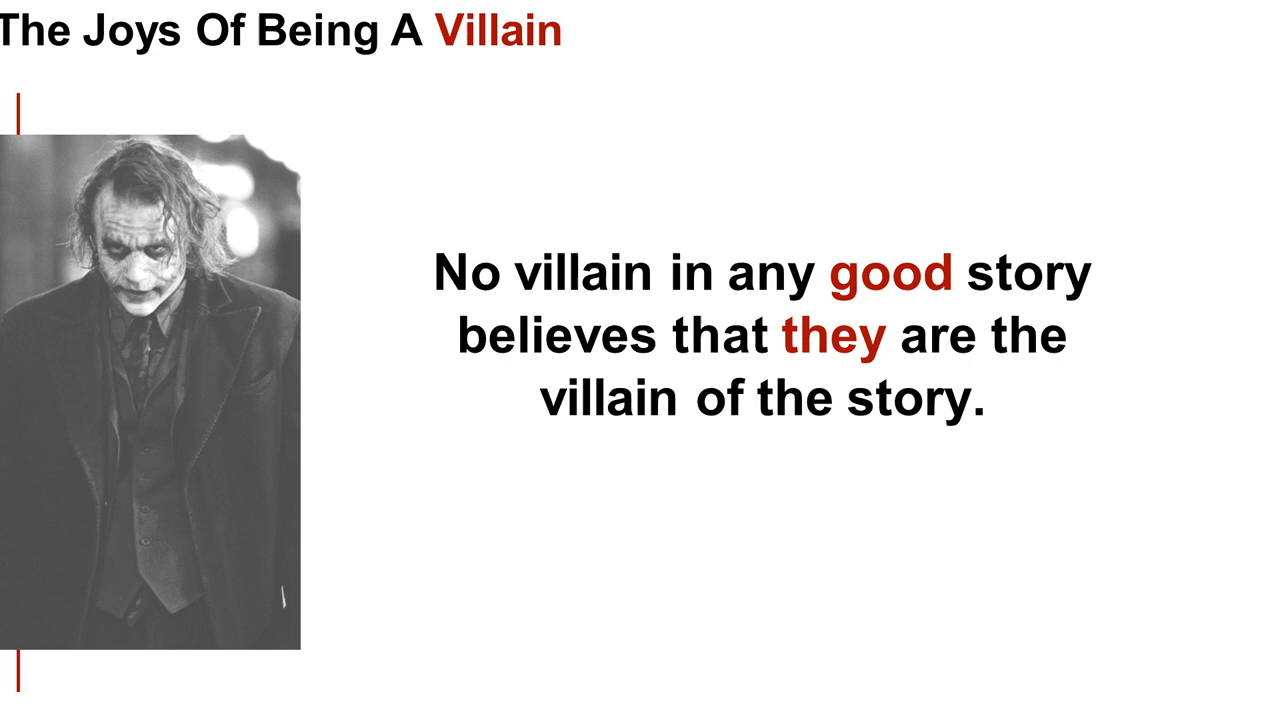 The Joys Of Being A Villain
No villain in any good story
believes that they are the
villain of the story.